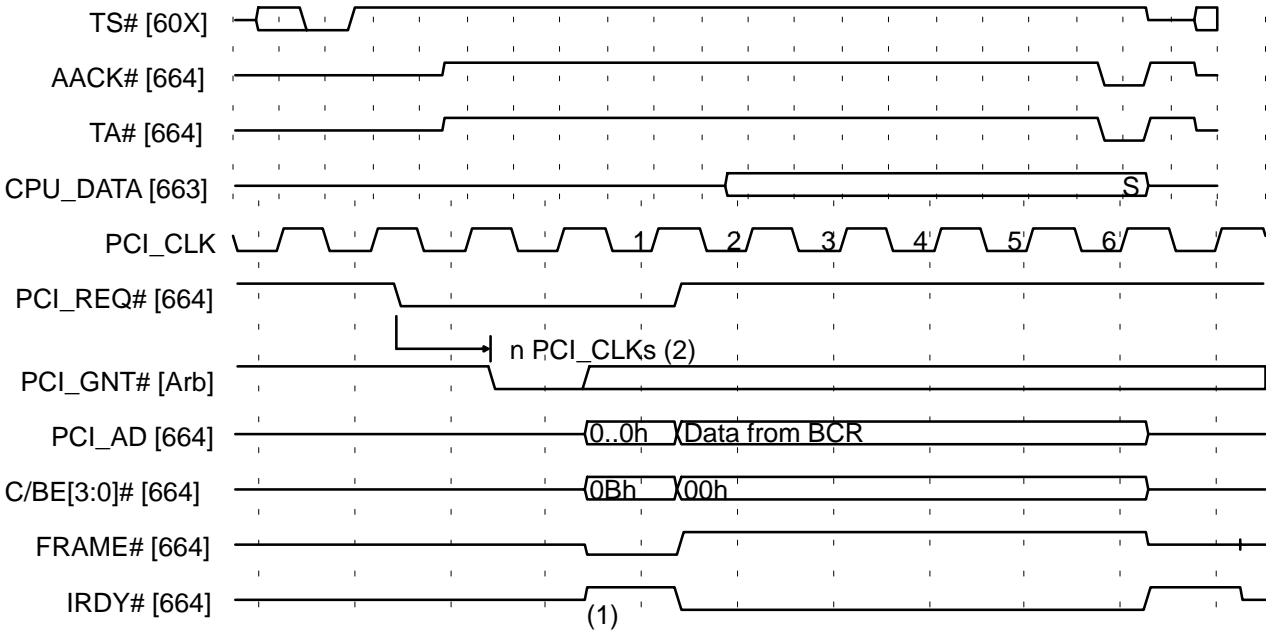 TS# [60X]
AACK# [664]
TA# [664]
CPU_DATA [663]
S
PCI_CLK
1 2 3 4 5 6
PCI_REQ# [664]
n PCI_CLKs (2)
PCI_GNT# [Arb]
PCI_AD [664]
0..0h Data from BCR
C/BE[3:0]# [664]
0Bh 00h
FRAME# [664]
IRDY# [664]
(1)